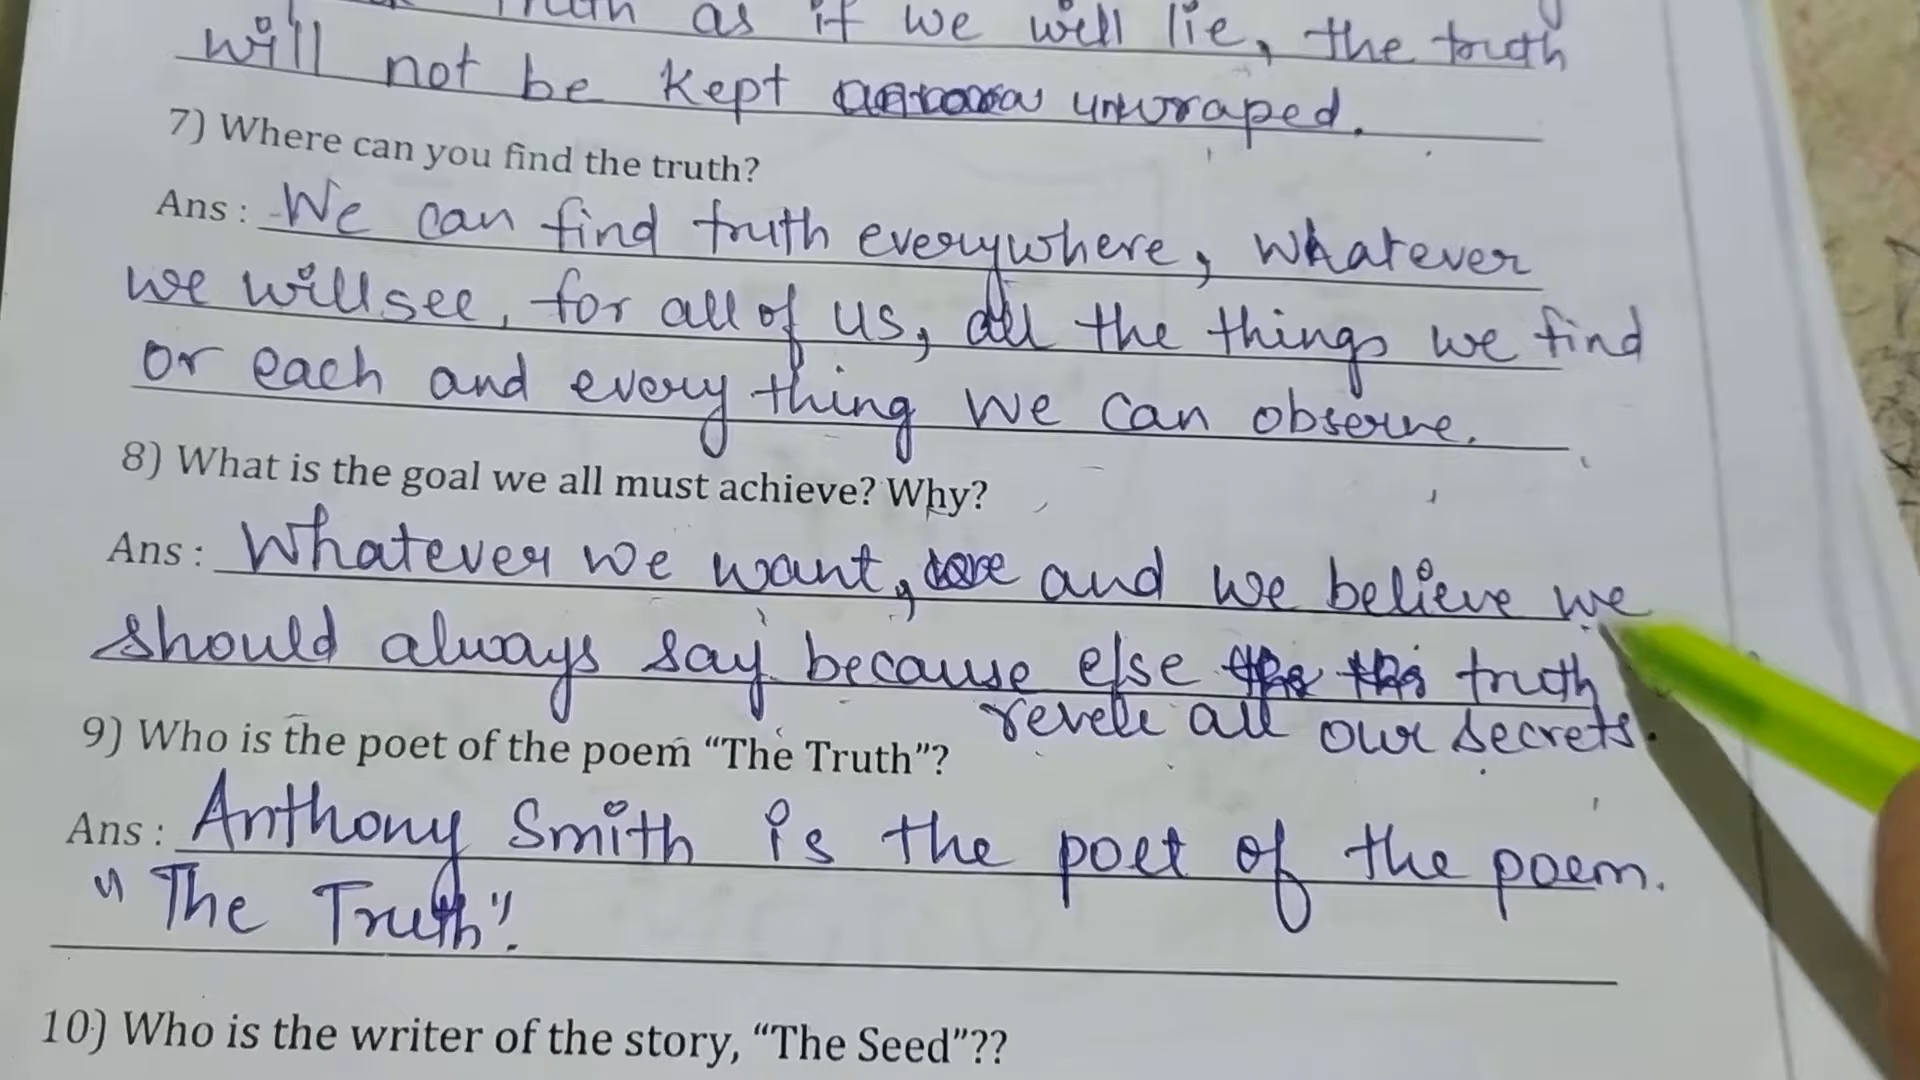 truth as if we will lie, the truth
will not be kept unwraped.
7) Where can you find the truth?
Ans : We can find truth everywhere, whatever
we will see, for all of us, all the things we find
or each and every thing we can observe.
8) What is the goal we all must achieve? Why?
Ans : Whatever we want, and we believe we
should always say because else truth
revele all our secrets.
9) Who is the poet of the poem “The Truth”?
Ans : Anthony Smith is the poet of the poem.
"The Truth".
10) Who is the writer of the story, “The Seed”??